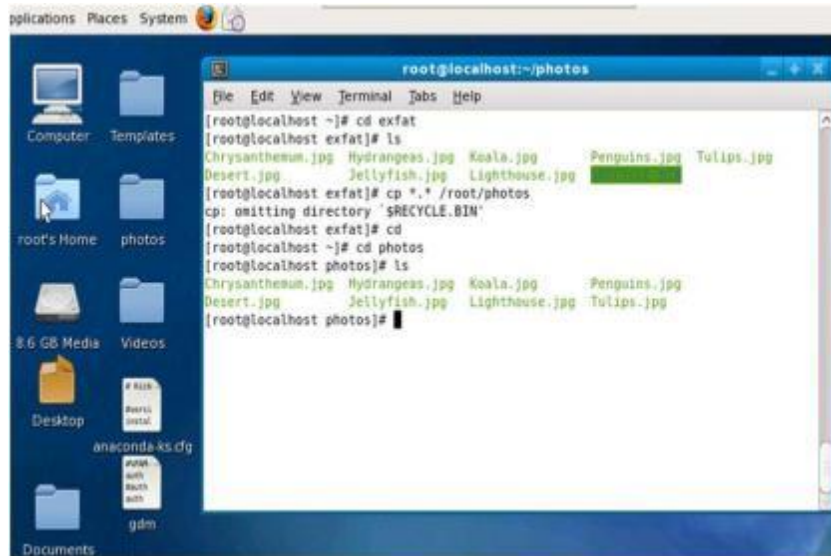 pplications Places System
root@localhost:~/photos
File Edit View Terminal Tabs Help
[root@localhost ~]# cd exfat
[root@localhost exfat]# ls
Chrysanthemum.jpg Hydrangeas.jpg Koala.jpg Penguins.jpg Tulips.jpg
Desert.jpg Jellyfish.jpg Lighthouse.jpg
[root@localhost exfat]# cp *.* /root/photos
cp: omitting directory `$RECYCLE.BIN'
[root@localhost exfat]# cd
[root@localhost ~]# cd photos
[root@localhost photos]# ls
Chrysanthemum.jpg Hydrangeas.jpg Koala.jpg Penguins.jpg
Desert.jpg Jellyfish.jpg Lighthouse.jpg Tulips.jpg
[root@localhost photos]#
Computer Templates
root's Home photos
8.6 GB Media Videos
Desktop
anaconda-ks.cfg
gdm
Documents